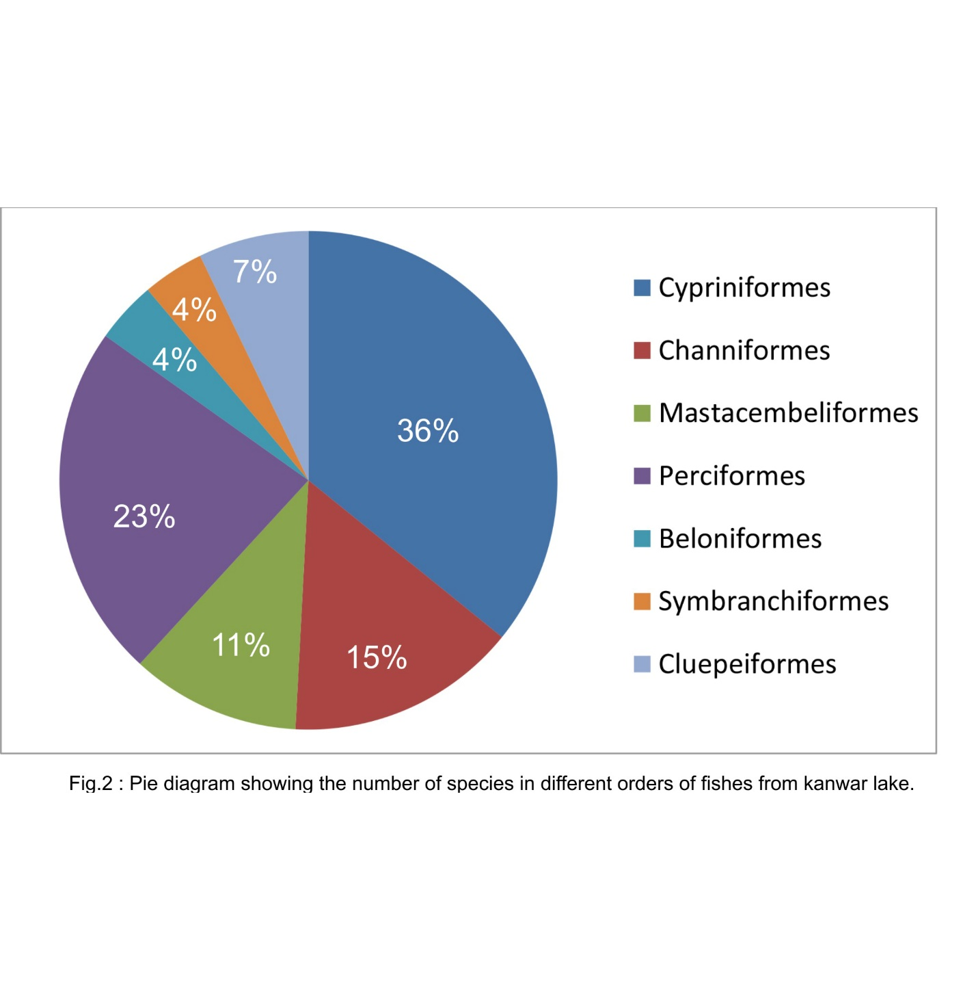 7%
4%
4%
36%
23%
11%
15%
Cypriniformes
Channiformes
Mastacembeliformes
Perciformes
Beloniformes
Symbranchiformes
Cluepeiformes
Fig.2 : Pie diagram showing the number of species in different orders of fishes from kanwar lake.